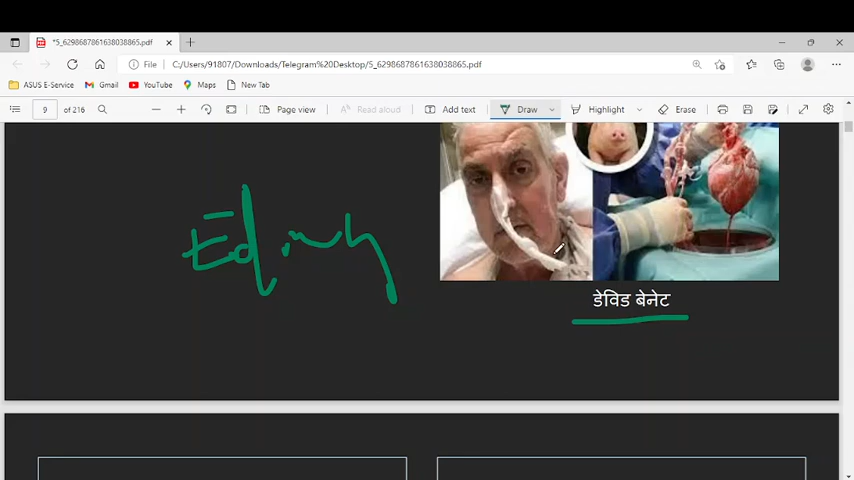 *5_6298687861638038865.pdf
File
C:/Users/91807/Downloads/Telegram%20Desktop/5_6298687861638038865.pdf
ASUS E-Service
Gmail
YouTube
Maps
New Tab
9 of 216
Page view
Read aloud
Add text
Draw
Highlight
Erase
डेविड बेनेट